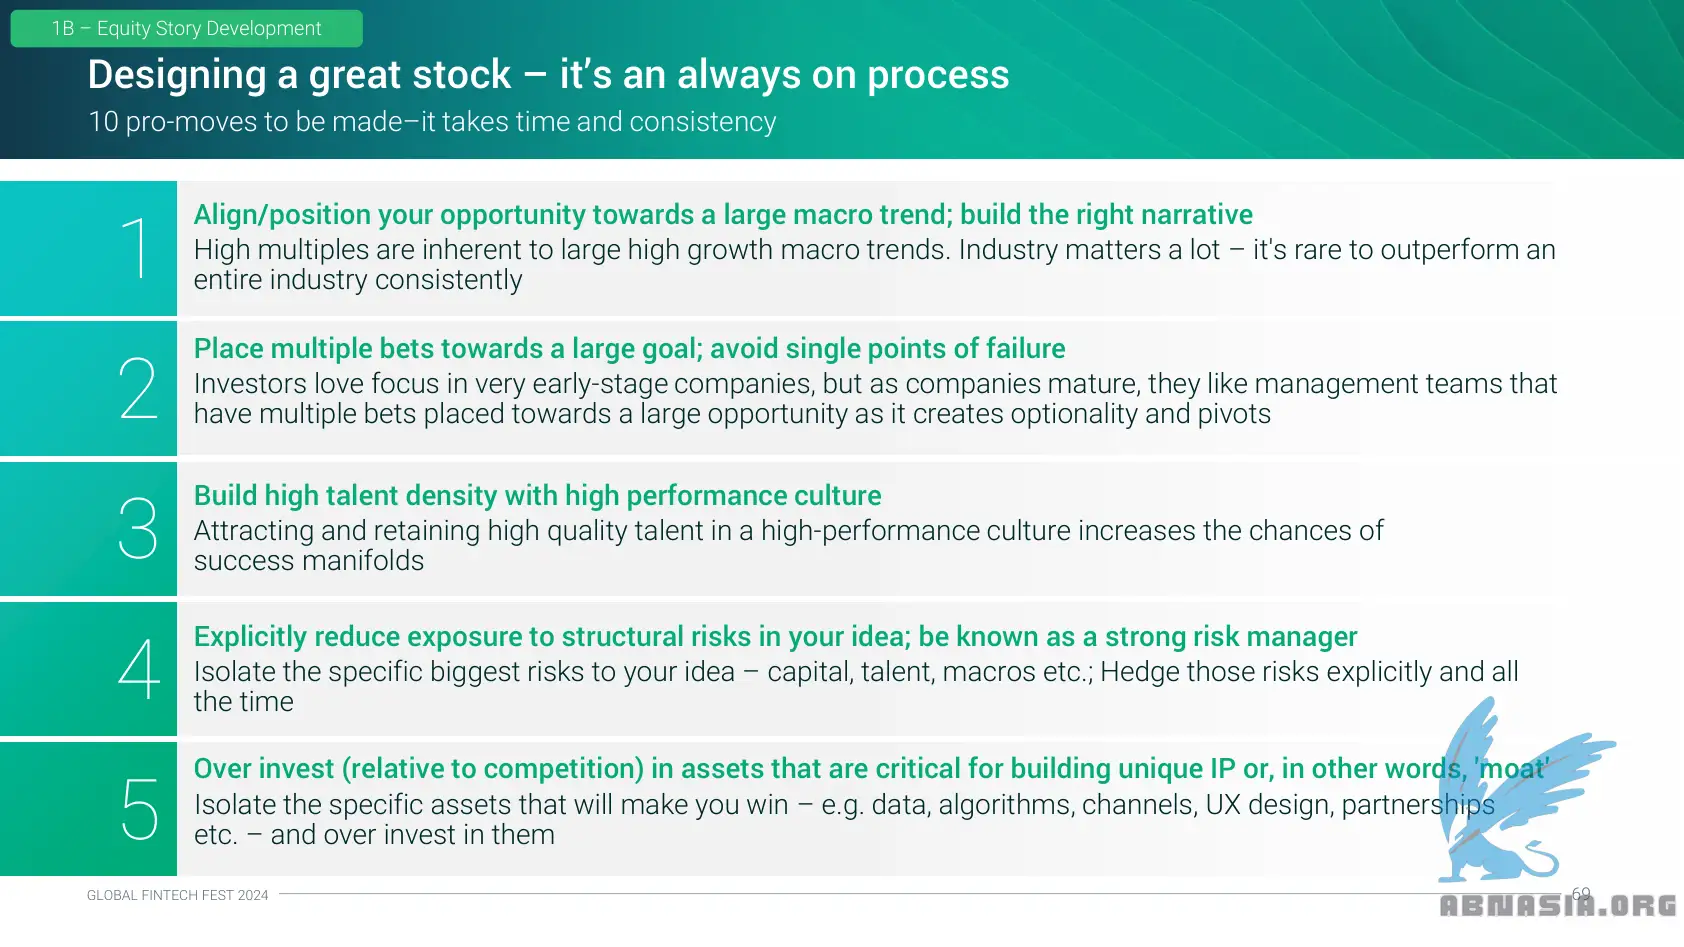 1B – Equity Story Development
Designing a great stock – it’s an always on process
10 pro-moves to be made–it takes time and consistency
1
Align/position your opportunity towards a large macro trend; build the right narrative
High multiples are inherent to large high growth macro trends. Industry matters a lot – it's rare to outperform an
entire industry consistently
2
Place multiple bets towards a large goal; avoid single points of failure
Investors love focus in very early-stage companies, but as companies mature, they like management teams that
have multiple bets placed towards a large opportunity as it creates optionality and pivots
3
Build high talent density with high performance culture
Attracting and retaining high quality talent in a high-performance culture increases the chances of
success manifolds
4
Explicitly reduce exposure to structural risks in your idea; be known as a strong risk manager
Isolate the specific biggest risks to your idea – capital, talent, macros etc.; Hedge those risks explicitly and all
the time
5
Over invest (relative to competition) in assets that are critical for building unique IP or, in other words, 'moat'
Isolate the specific assets that will make you win – e.g. data, algorithms, channels, UX design, partnerships
etc. – and over invest in them
GLOBAL FINTECH FEST 2024
69
ABNASIA.ORG